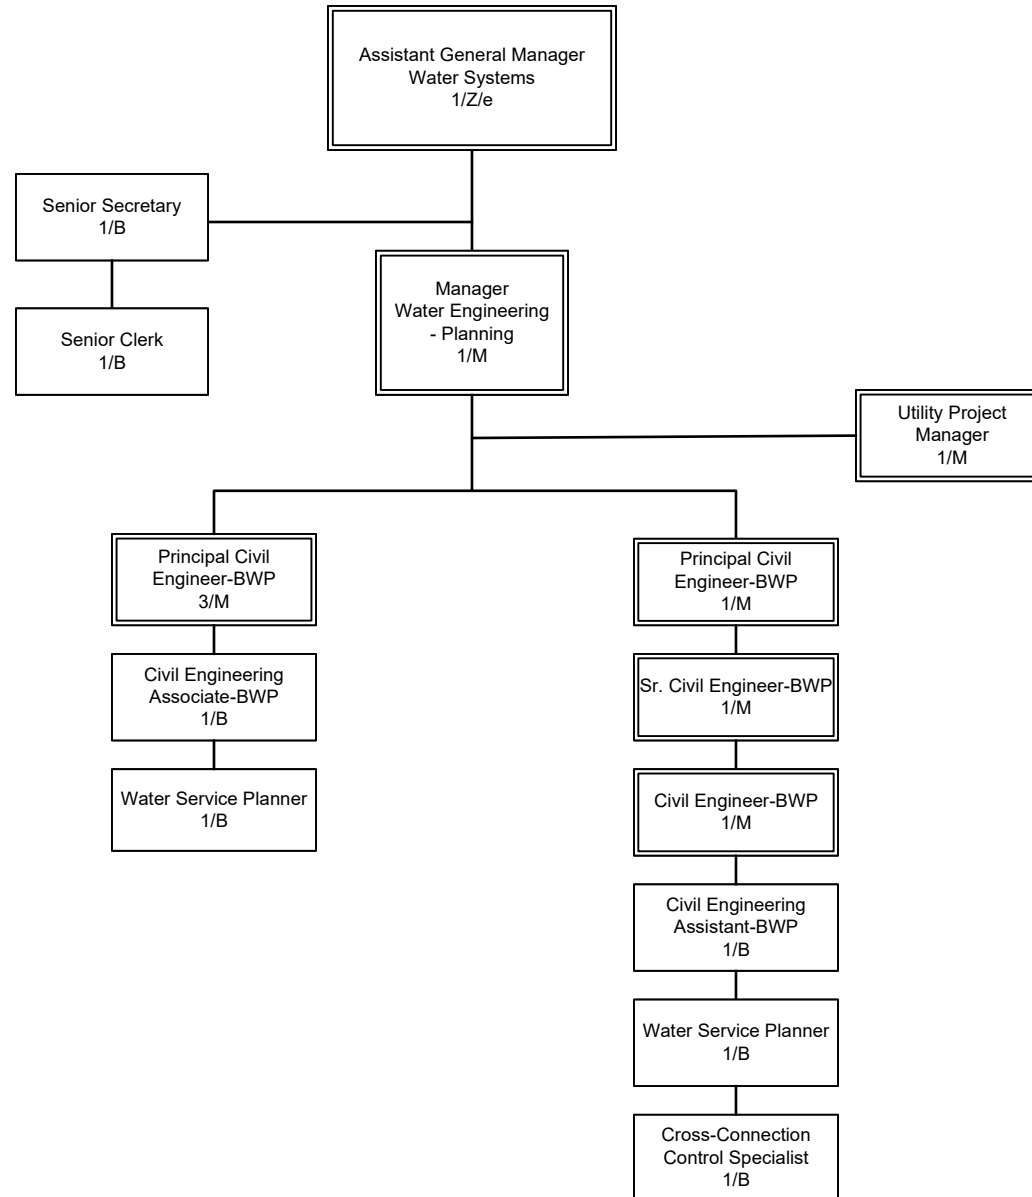 Assistant General Manager
Water Systems
1/Z/e
Senior Secretary
1/B
Senior Clerk
1/B
Manager
Water Engineering
- Planning
1/M
Utility Project
Manager
1/M
Principal Civil
Engineer-BWP
3/M
Civil Engineering
Associate-BWP
1/B
Water Service Planner
1/B
Principal Civil
Engineer-BWP
1/M
Sr. Civil Engineer-BWP
1/M
Civil Engineer-BWP
1/M
Civil Engineering
Assistant-BWP
1/B
Water Service Planner
1/B
Cross-Connection
Control Specialist
1/B